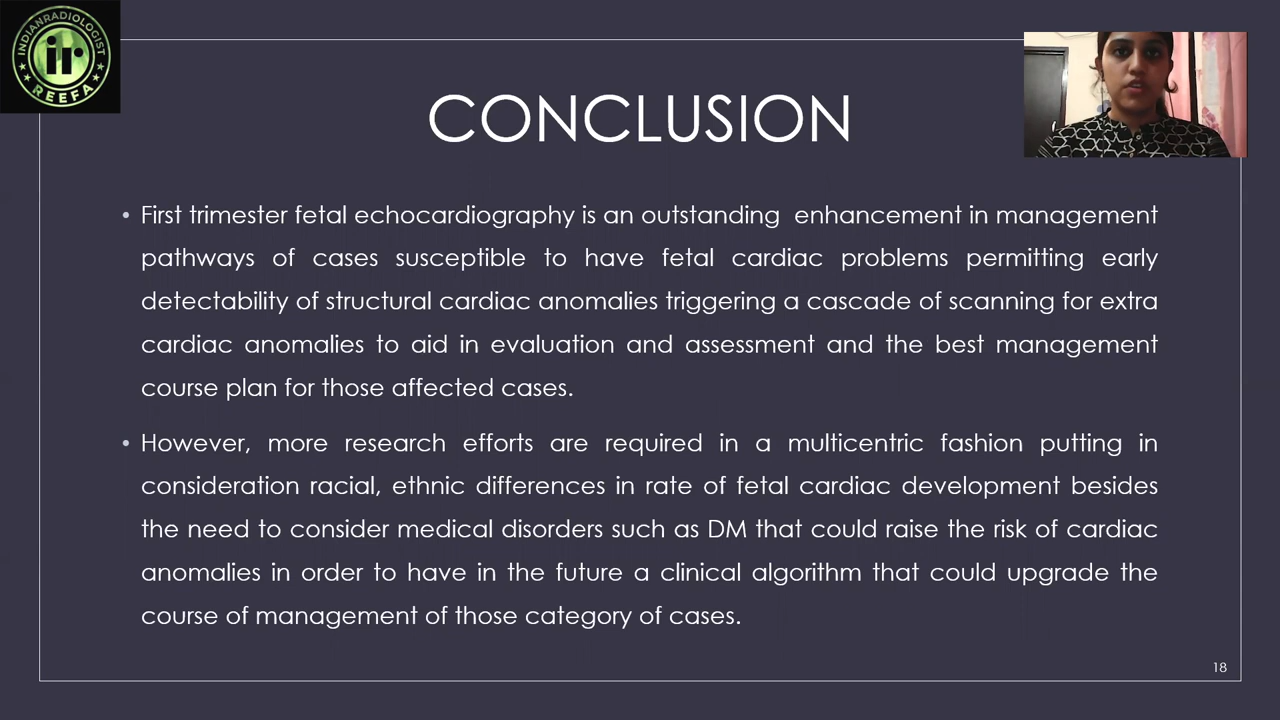 INDIANRADIOLOGIST
ir
REEFA
CONCLUSION
• First trimester fetal echocardiography is an outstanding enhancement in management
pathways of cases susceptible to have fetal cardiac problems permitting early
detectability of structural cardiac anomalies triggering a cascade of scanning for extra
cardiac anomalies to aid in evaluation and assessment and the best management
course plan for those affected cases.
• However, more research efforts are required in a multicentric fashion putting in
consideration racial, ethnic differences in rate of fetal cardiac development besides
the need to consider medical disorders such as DM that could raise the risk of cardiac
anomalies in order to have in the future a clinical algorithm that could upgrade the
course of management of those category of cases.
18